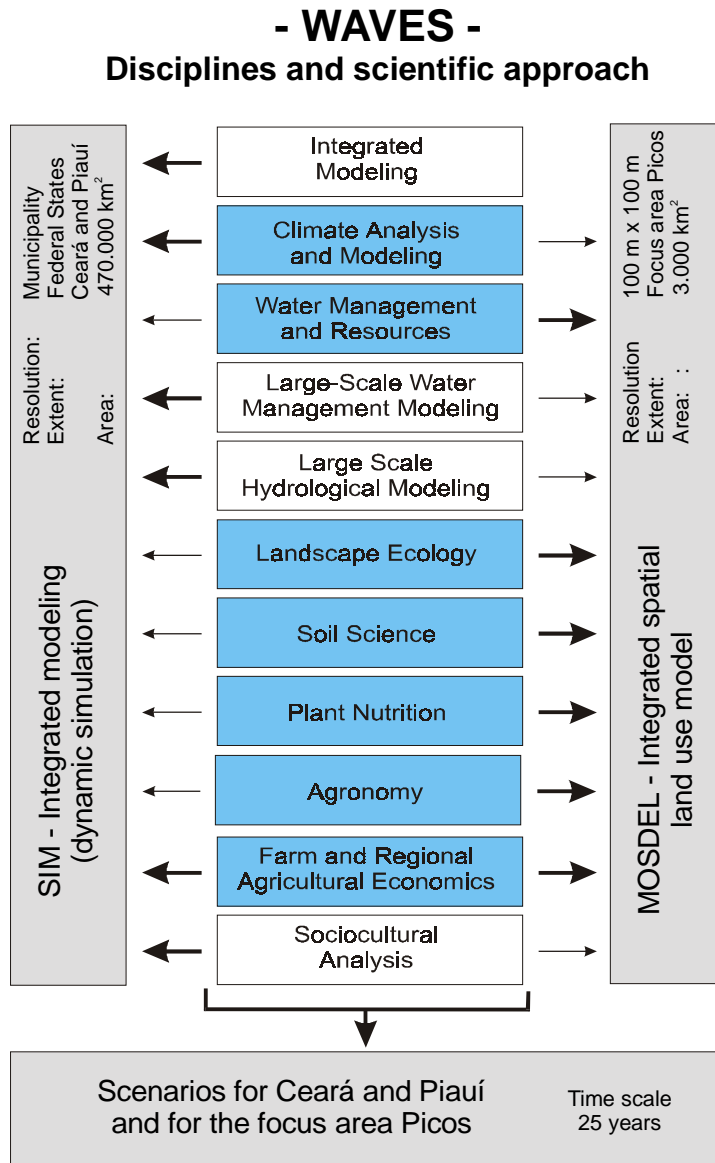 - WAVES -
Disciplines and scientific approach
Resolution: Municipality
Extent: Federal States
Ceará and Piauí
Area: 470.000 km²
SIM - Integrated modeling
(dynamic simulation)
Integrated
Modeling
Climate Analysis
and Modeling
Water Management
and Resources
Large-Scale Water
Management Modeling
Large Scale
Hydrological Modeling
Landscape Ecology
Soil Science
Plant Nutrition
Agronomy
Farm and Regional
Agricultural Economics
Sociocultural
Analysis
Resolution 100 m x 100 m
Extent: Focus area Picos
Area: : 3.000 km²
MOSDEL - Integrated spatial
land use model
Scenarios for Ceará and Piauí
and for the focus area Picos
Time scale
25 years